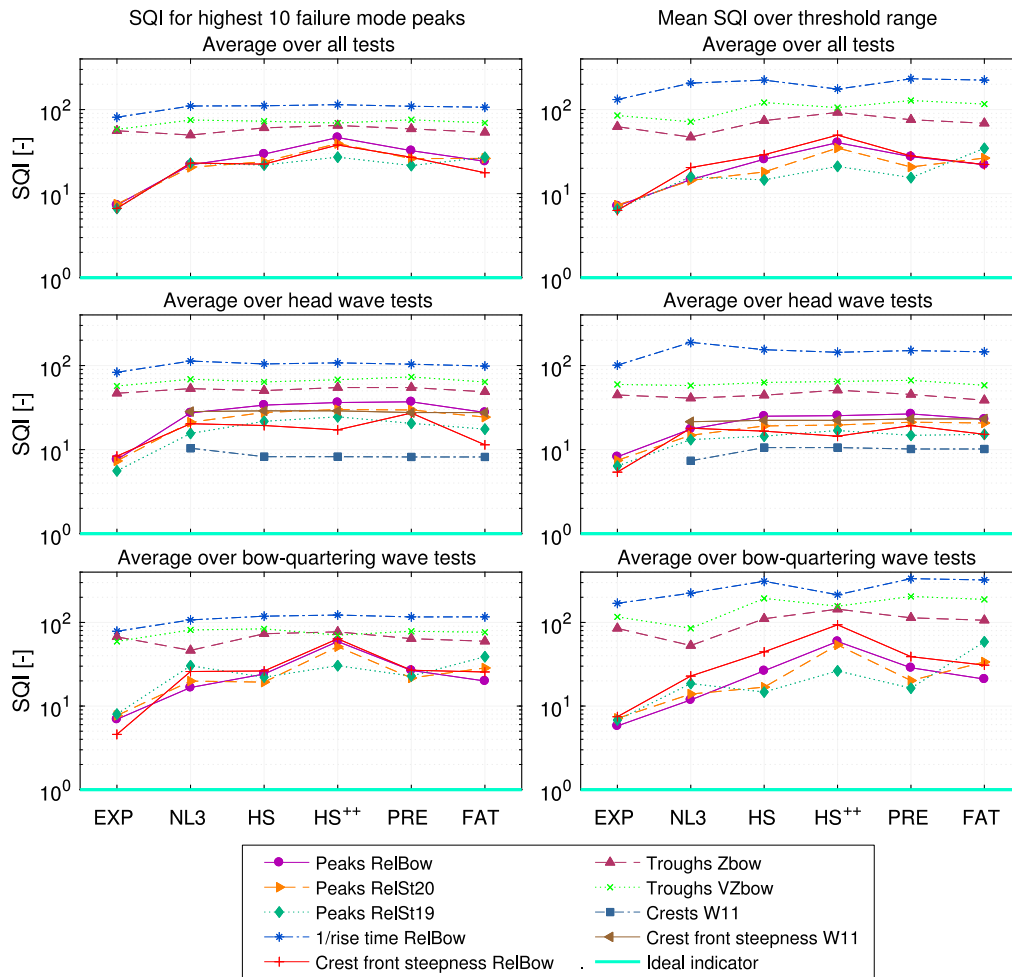 SQI for highest 10 failure mode peaks
Average over all tests
Mean SQI over threshold range
Average over all tests
SQI [-]
10²
10¹
10⁰
10²
10¹
10⁰
Average over head wave tests
Average over head wave tests
SQI [-]
10²
10¹
10⁰
10²
10¹
10⁰
Average over bow-quartering wave tests
Average over bow-quartering wave tests
SQI [-]
10²
10¹
10⁰
10²
10¹
10⁰
EXP NL3 HS HS⁺⁺ PRE FAT
EXP NL3 HS HS⁺⁺ PRE FAT
Peaks RelBow
Peaks RelSt20
Peaks RelSt19
1/rise time RelBow
Crest front steepness RelBow .
Troughs Zbow
Troughs VZbow
Crests W11
Crest front steepness W11
Ideal indicator